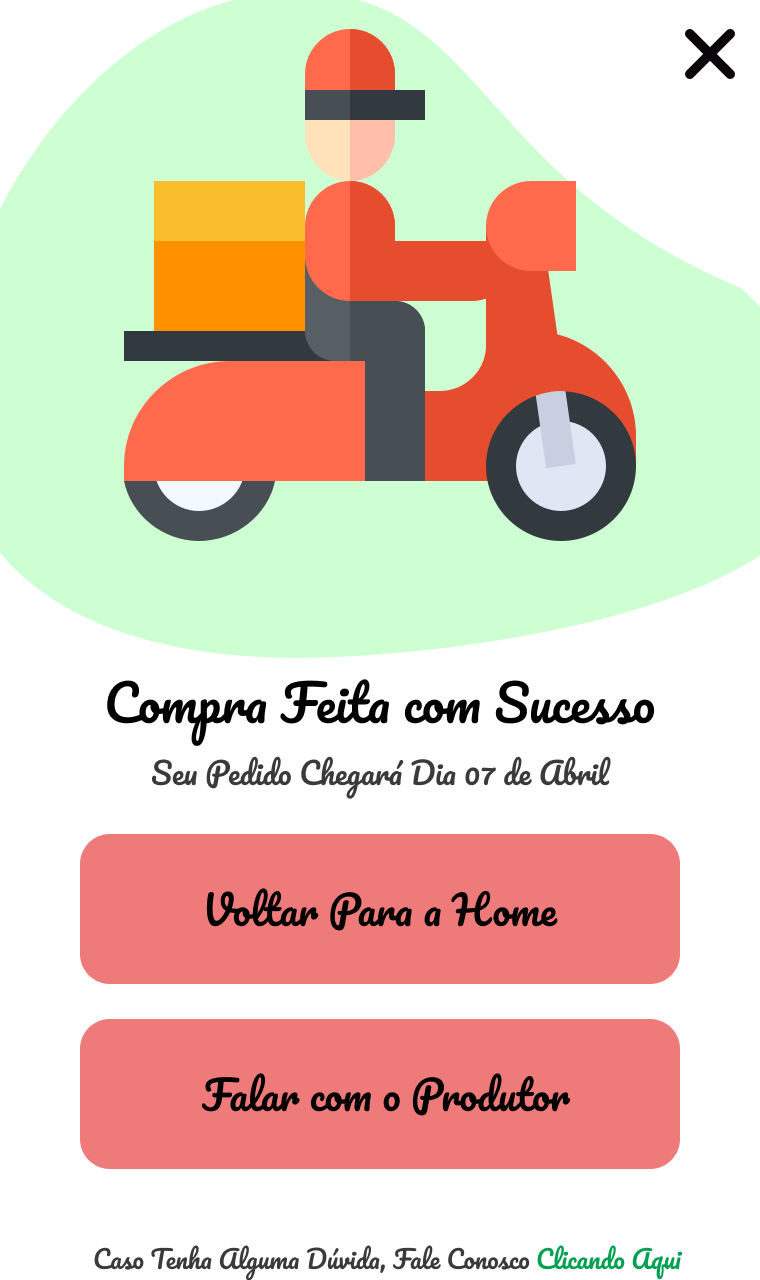 Compra Feita com Sucesso
Seu Pedido Chegará Dia 07 de Abril
Voltar Para a Home
Falar com o Produtor
Caso Tenha Alguma Dúvida, Fale Conosco Clicando Aqui